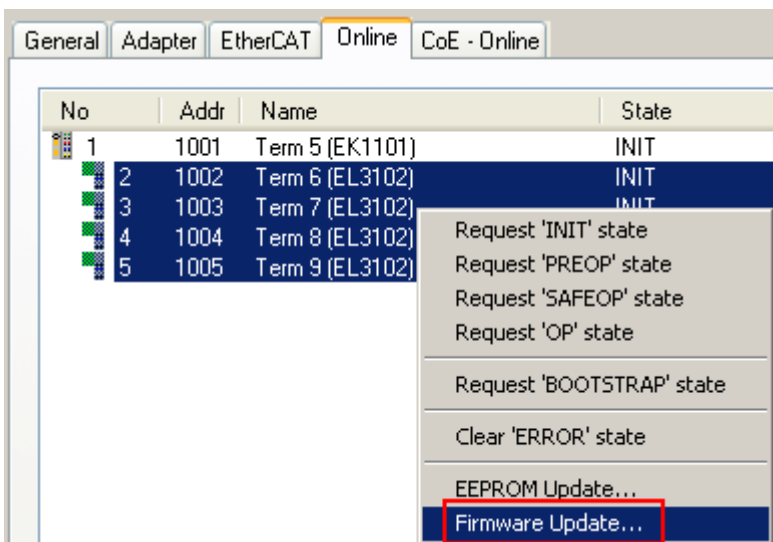 General Adapter EtherCAT Online CoE - Online
No Addr Name State
1 1001 Term 5 (EK1101) INIT
2 1002 Term 6 (EL3102) INIT
3 1003 Term 7 (EL3102) INIT
4 1004 Term 8 (EL3102)
5 1005 Term 9 (EL3102)
Request 'INIT' state
Request 'PREOP' state
Request 'SAFEOP' state
Request 'OP' state
Request 'BOOTSTRAP' state
Clear 'ERROR' state
EEPROM Update...
Firmware Update...